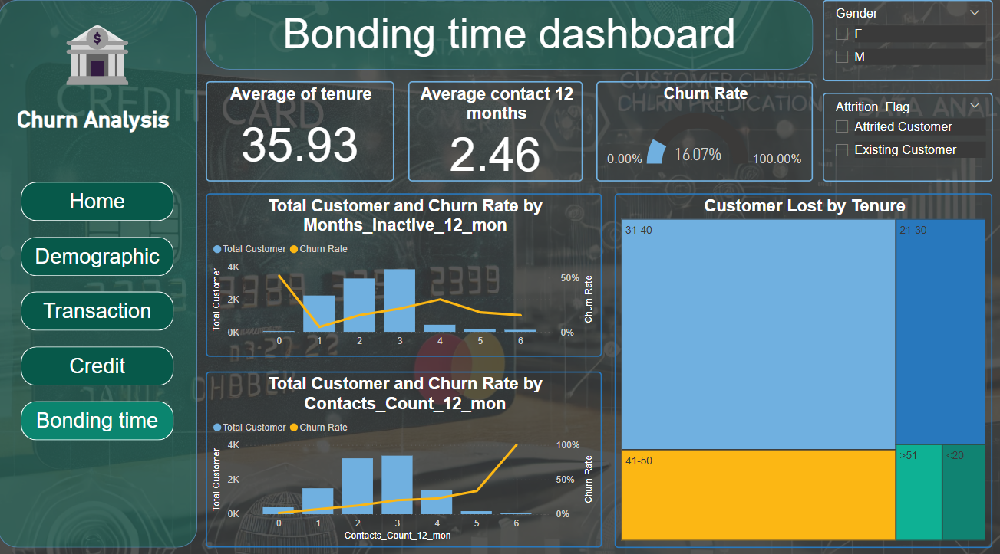 Bonding time dashboard
Churn Analysis
Home
Demographic
Transaction
Credit
Bonding time
Gender
F
M
Attrition_Flag
Attrited Customer
Existing Customer
Average of tenure
35.93
Average contact 12
months
2.46
Churn Rate
0.00%
16.07%
100.00%
Total Customer and Churn Rate by
Months_Inactive_12_mon
Total Customer
Churn Rate
Total Customer
4K
2K
0K
0 1 2 3 4 5 6
50%
0%
Churn Rate
Total Customer and Churn Rate by
Contacts_Count_12_mon
Total Customer
Churn Rate
Total Customer
4K
2K
0K
0 1 2 3 4 5 6
Contacts_Count_12_mon
100%
50%
0%
Churn Rate
Customer Lost by Tenure
31-40
21-30
41-50
>51
<20
CREDIT CARD
$